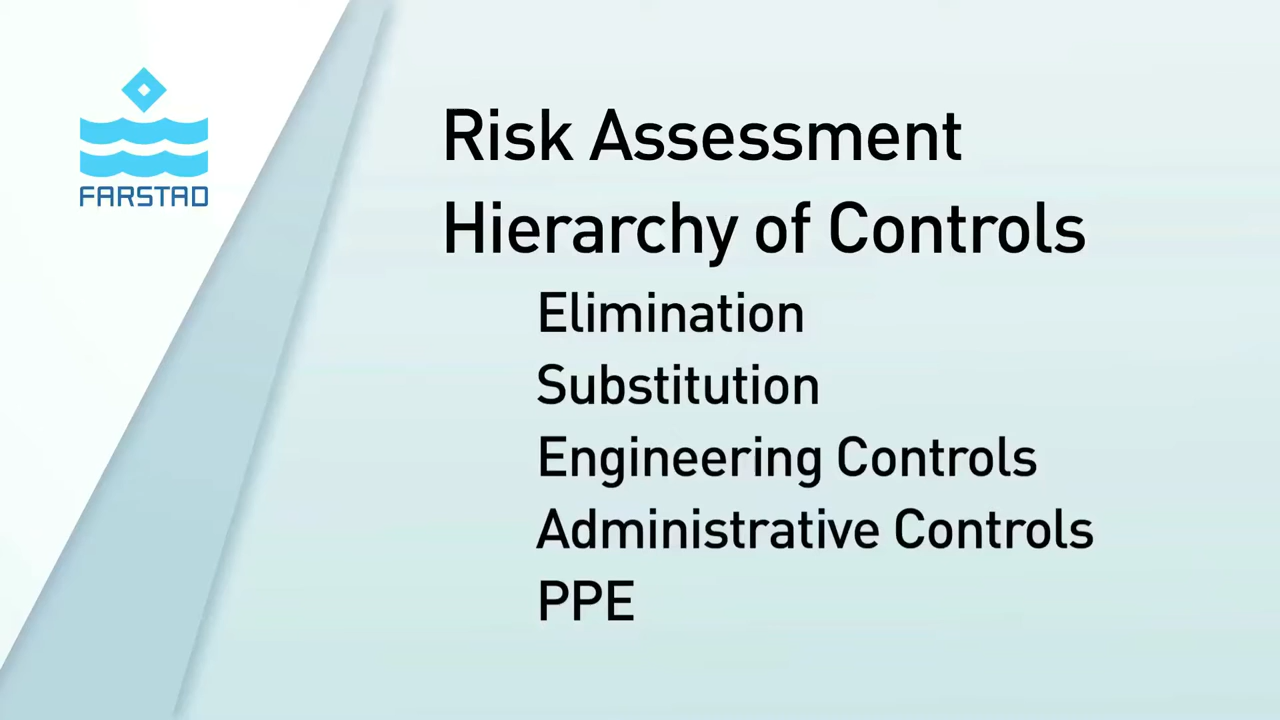 FARSTAD
Risk Assessment
Hierarchy of Controls
Elimination
Substitution
Engineering Controls
Administrative Controls
PPE